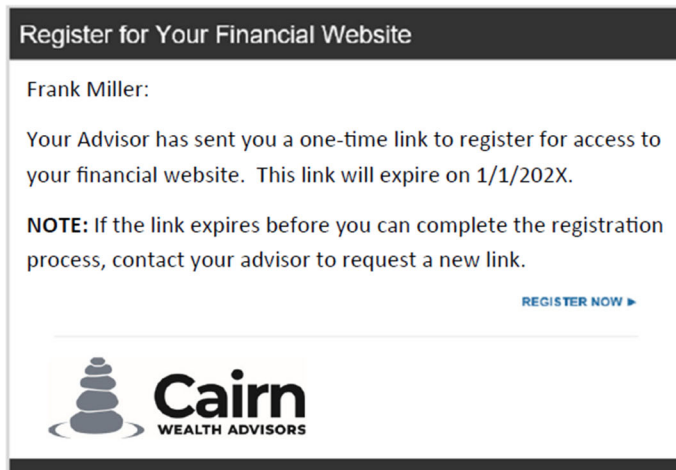 Register for Your Financial Website
Frank Miller:
Your Advisor has sent you a one-time link to register for access to
your financial website.  This link will expire on 1/1/202X.
NOTE: If the link expires before you can complete the registration
process, contact your advisor to request a new link.
REGISTER NOW ▶
Cairn
WEALTH ADVISORS